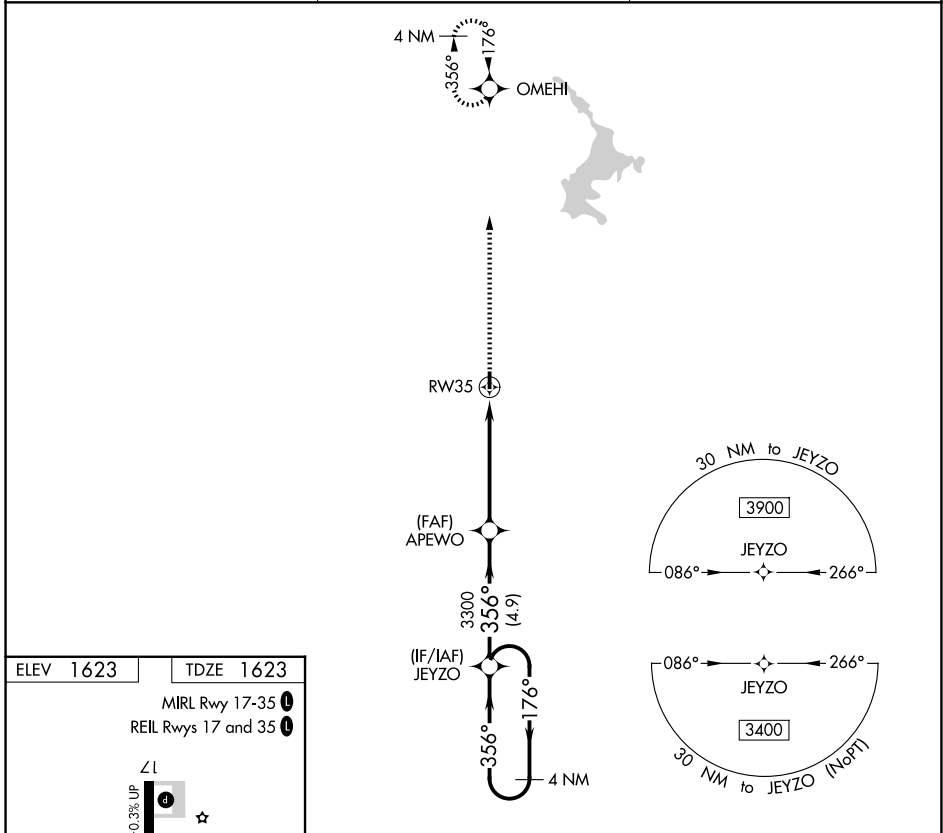 4 NM
176°
356°
OMEHI
RW35
(FAF)
APEWO
3300
356°
(4.9)
(IF/IAF)
JEYZO
176°
356°
4 NM
30 NM to JEYZO
3900
JEYZO
086°
266°
086°
266°
JEYZO
3400
30 NM to JEYZO (NoPT)
ELEV 1623
TDZE 1623
MIRL Rwy 17-35 L
REIL Rwys 17 and 35 L
17
0.3% UP
P